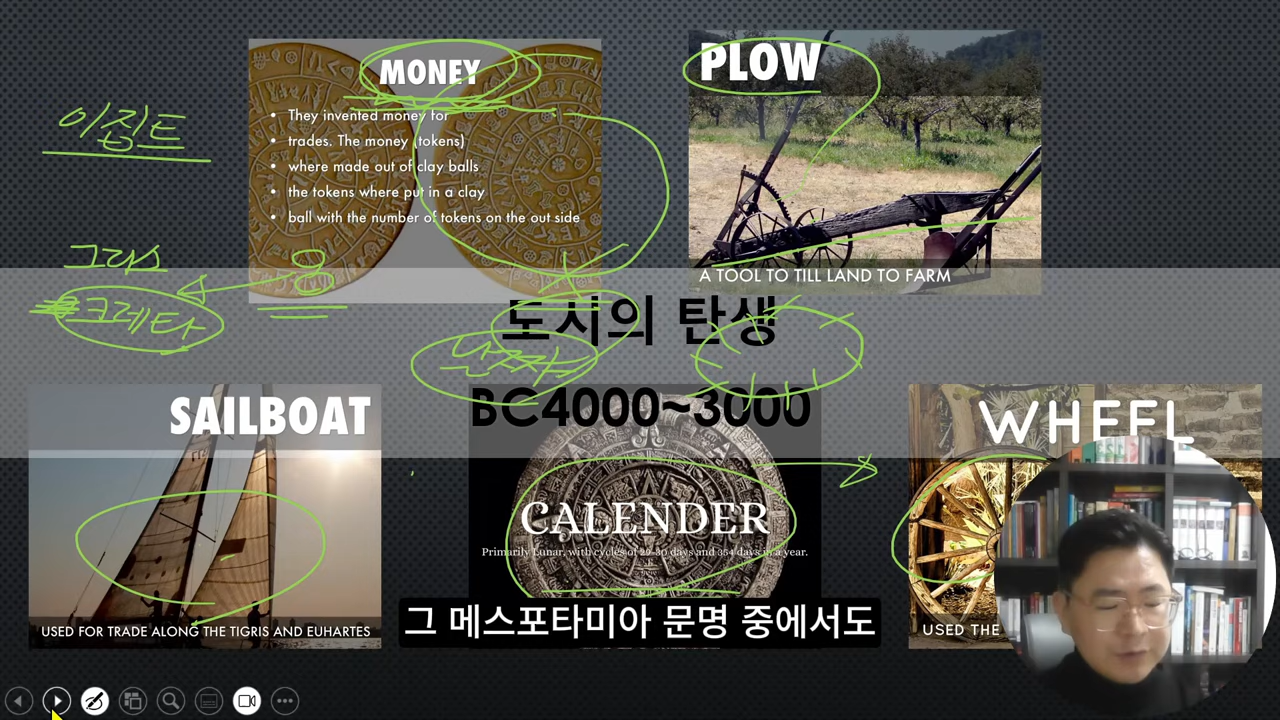 MONEY
• They invented money for
• trades. The money (tokens)
• where made out of clay balls
• the tokens where put in a clay
• ball with the number of tokens on the out side
PLOW
A TOOL TO TILL LAND TO FARM
이집트
그리스
크레타
도시의 탄생
BC4000~3000
SAILBOAT
USED FOR TRADE ALONG THE TIGRIS AND EUHARTES
CALENDER
Primarily Lunar, with cycles of 29-30 days and 354 days in a year.
WHEEL
USED THE
그 메스포타미아 문명 중에서도